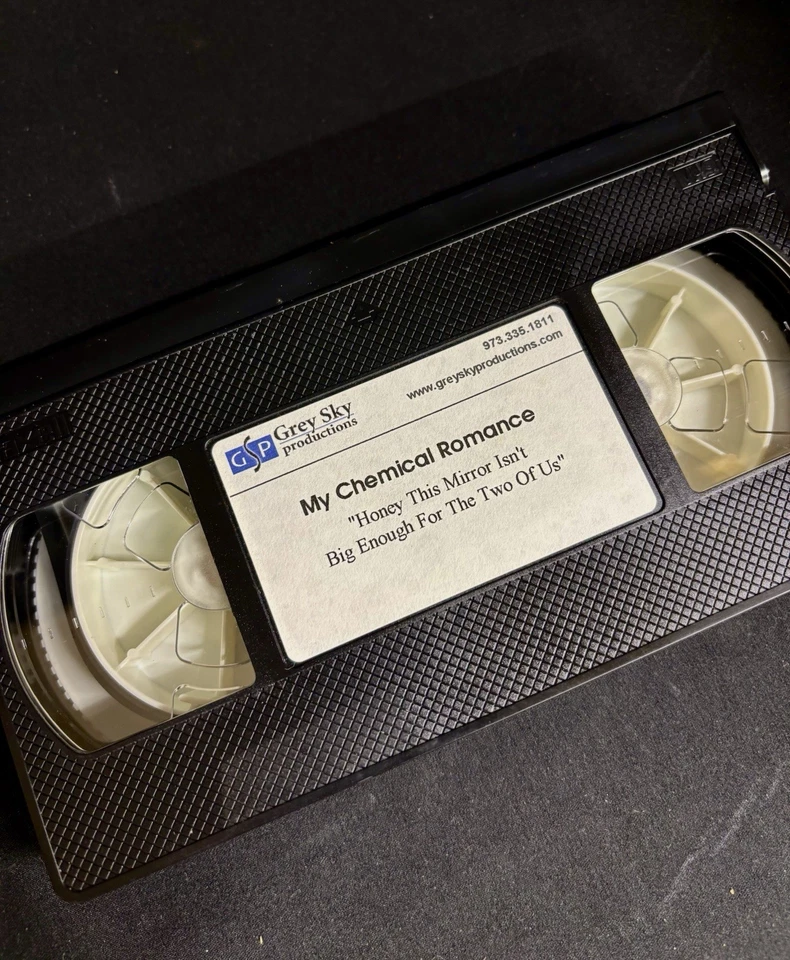 973.335.1811
www.greyskyproductions.com
GSP
Grey Sky
productions
My Chemical Romance
"Honey This Mirror Isn't
Big Enough For The Two Of Us"